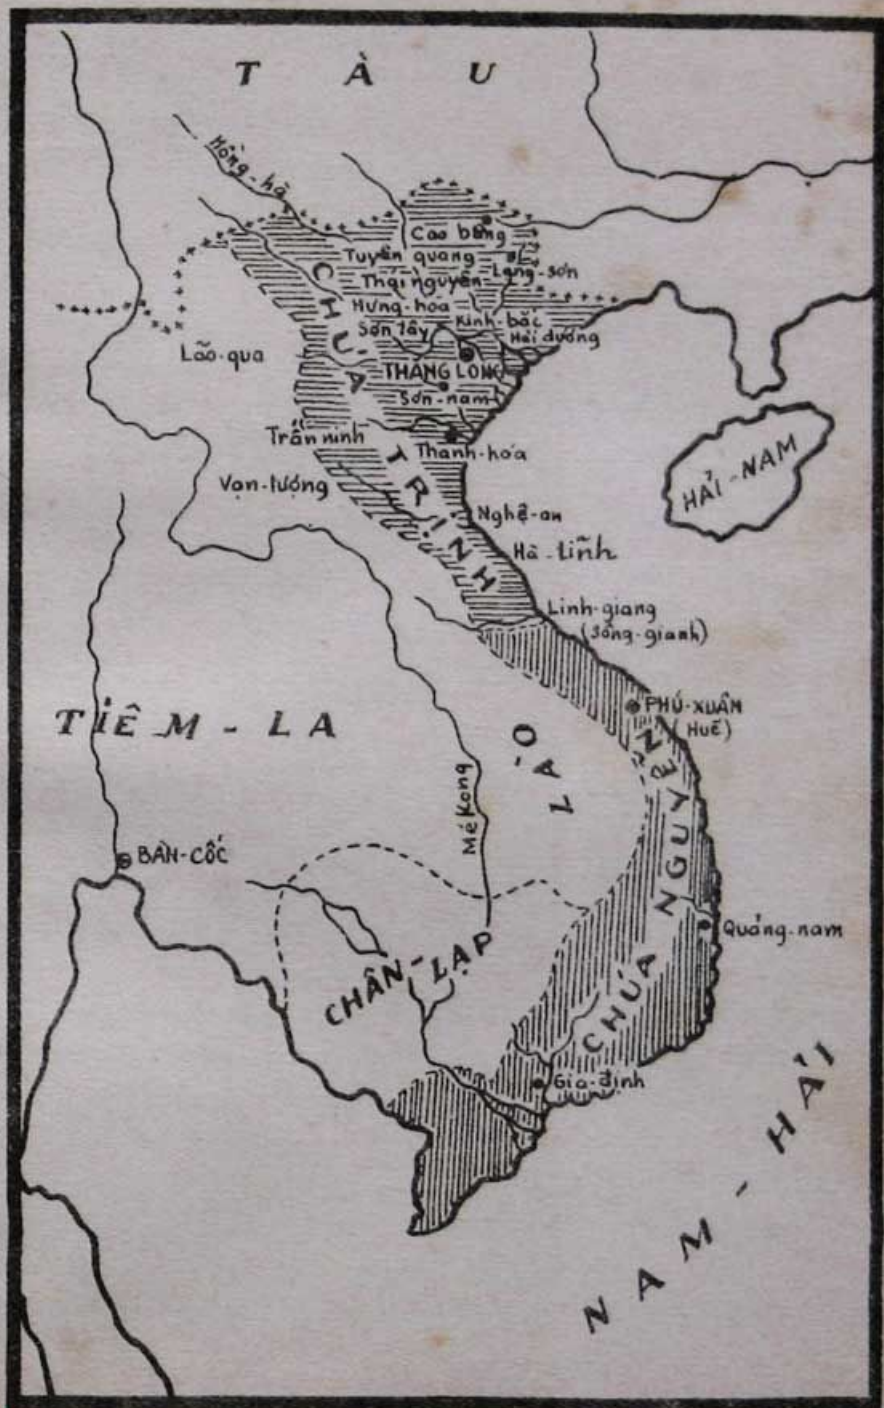 TÀU
Hồng-hà
Cao bằng
Tuyên quang
Lạng-sơn
Thái nguyên
Hưng-hóa
Kinh-bắc
Sơn tây
Hải dương
Lão-qua
THĂNG LONG
Sơn-nam
CHÚA TRỊNH
Trấn ninh
Thanh-hóa
Vạn-tượng
HẢI-NAM
Nghệ-an
Hà-tĩnh
Linh-giang
(Sông-gianh)
TIÊM-LA
PHÚ-XUÂN
(Huế)
LÀO
Mékong
BÀN-CỐC
CHÚA NGUYỄN
Quảng-nam
CHÂN-LẠP
Gia-định
NAM-HẢI